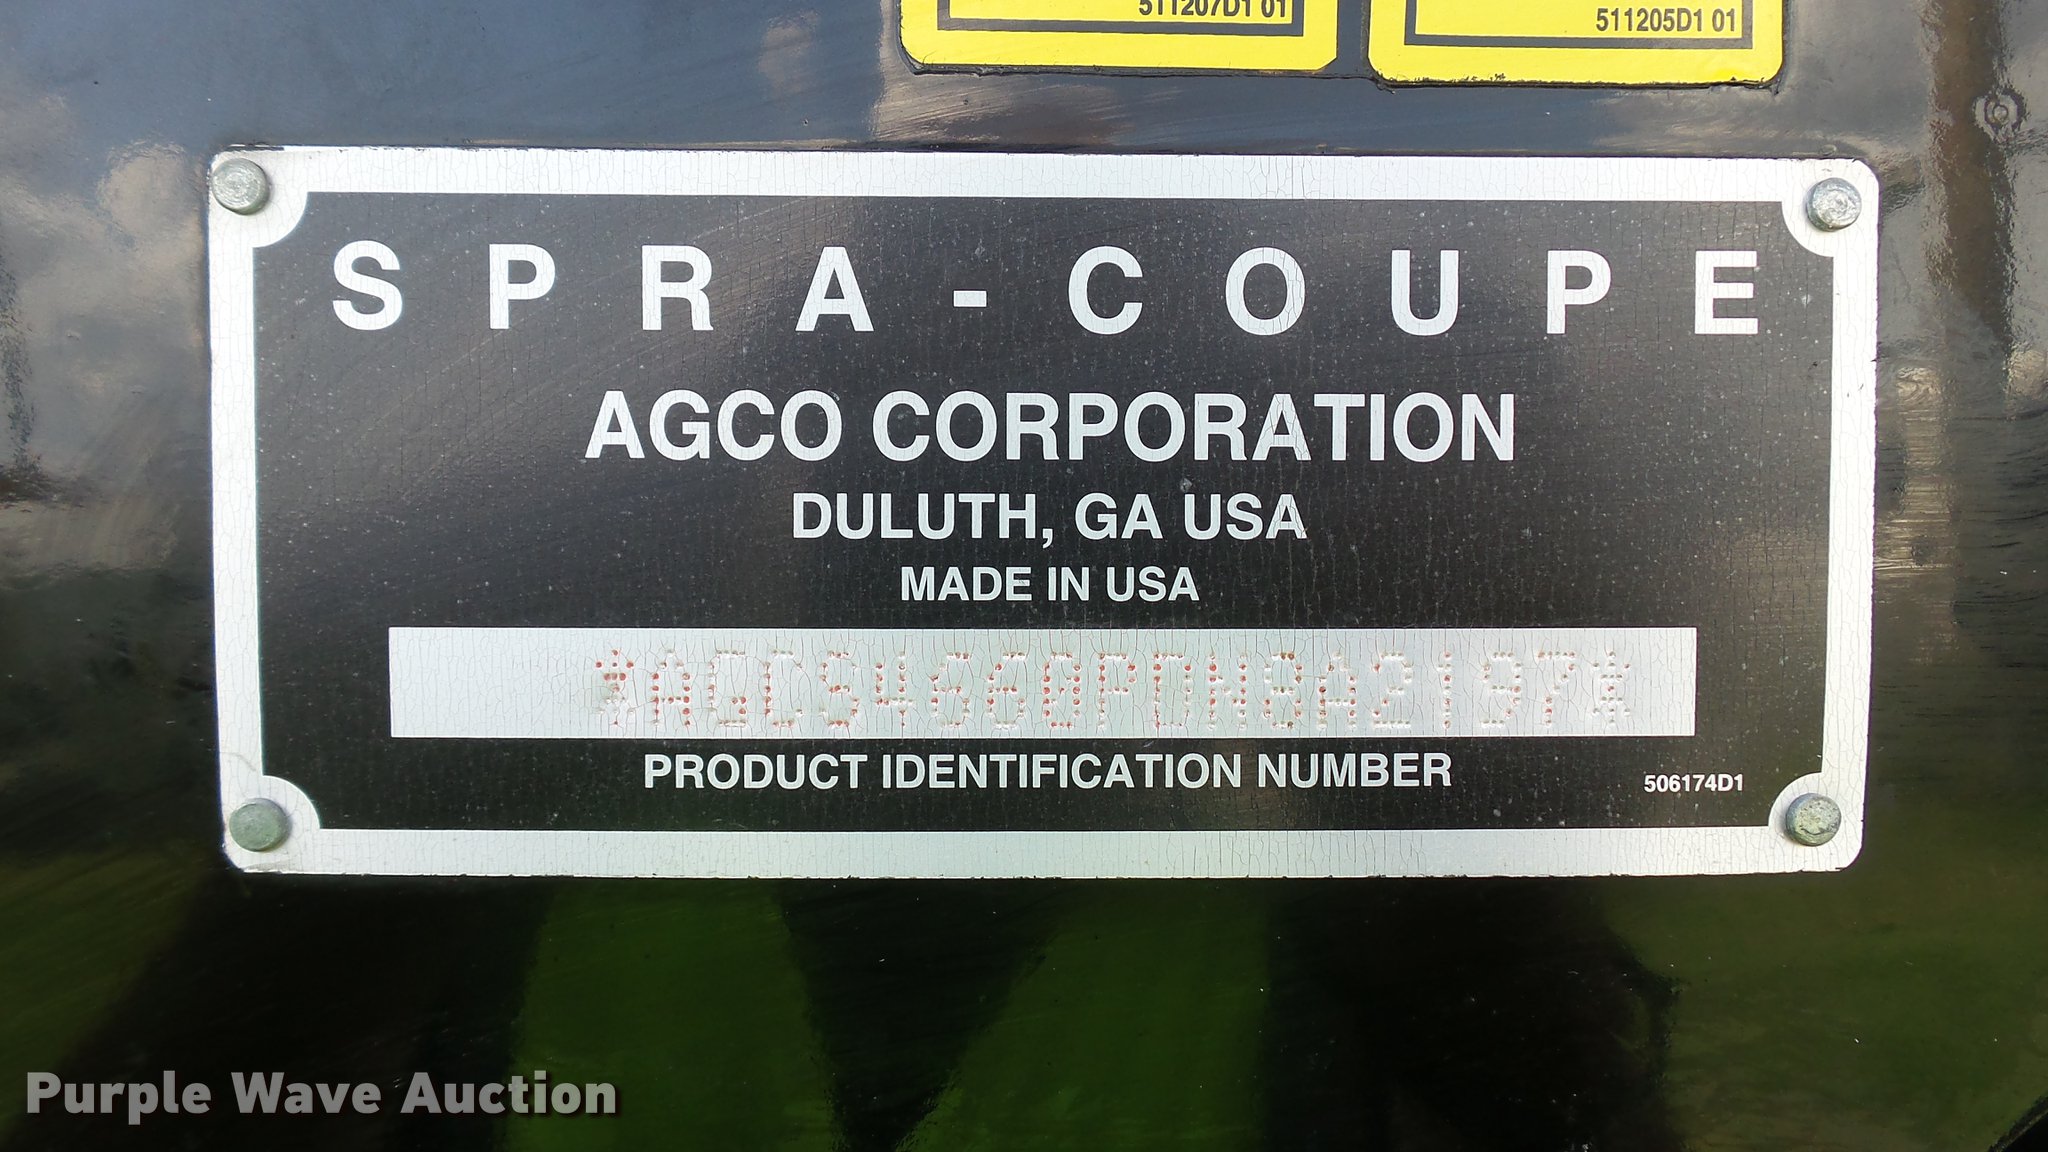 511207D1 01
511205D1 01
SPRA-COUPE
AGCO CORPORATION
DULUTH, GA USA
MADE IN USA
*AGCS4660PDN8A2197*
PRODUCT IDENTIFICATION NUMBER
506174D1
Purple Wave Auction